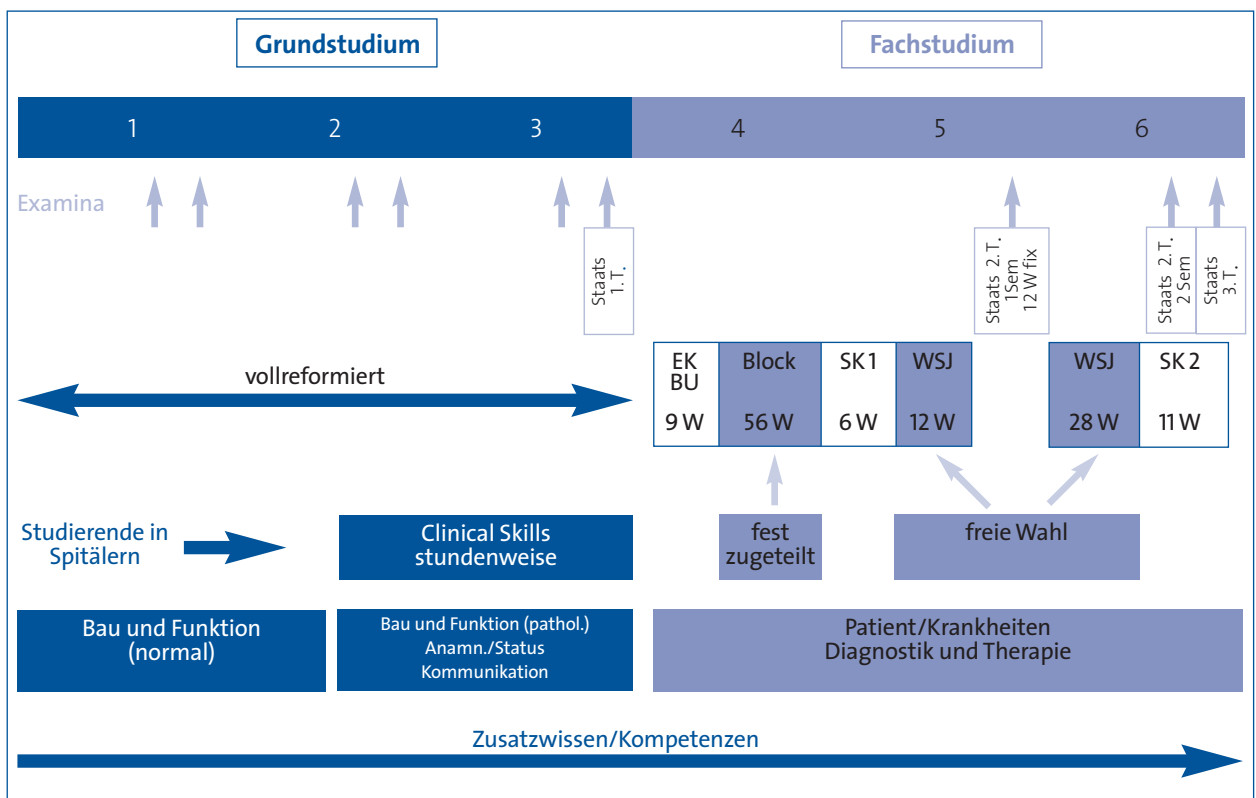 Grundstudium
Fachstudium
1
2
3
4
5
6
Examina
Staats
1. T.
Staats 2. T.
1Sem
12 W fix
Staats 2. T.
2 Sem
Staats
3. T.
vollreformiert
EK
BU
9 W
Block
56 W
SK 1
6 W
WSJ
12 W
WSJ
28 W
SK 2
11 W
Studierende in
Spitälern
Clinical Skills
stundenweise
fest
zugeteilt
freie Wahl
Bau und Funktion
(normal)
Bau und Funktion (pathol.)
Anamn./Status
Kommunikation
Patient/Krankheiten
Diagnostik und Therapie
Zusatzwissen/Kompetenzen